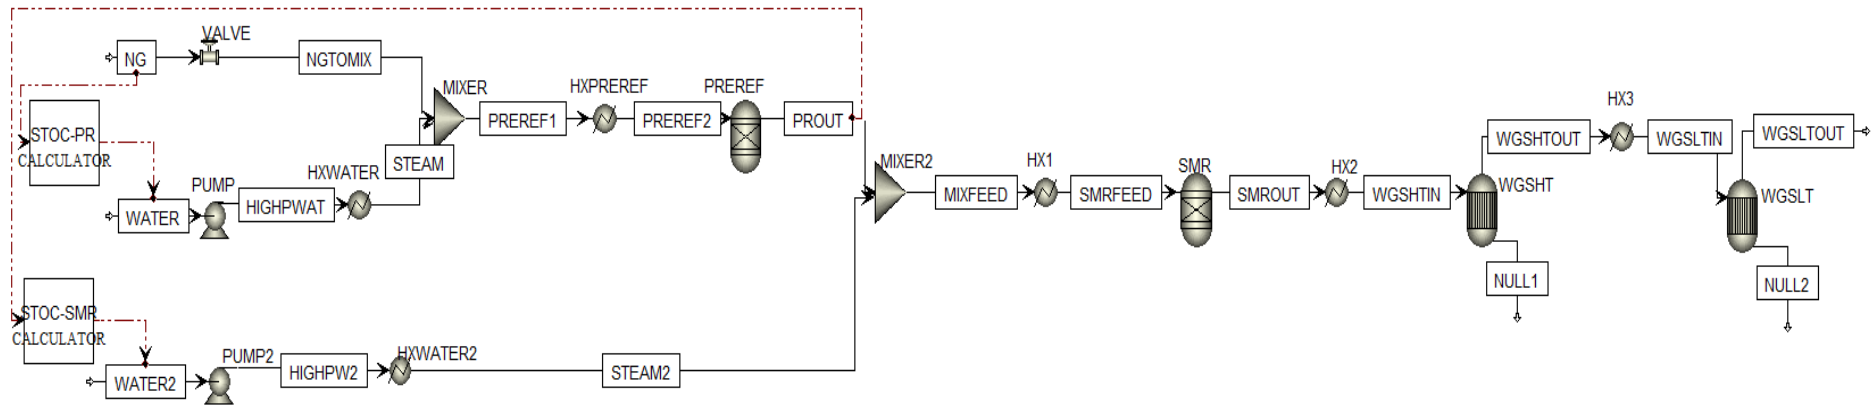 VALVE
NG
NGTOMIX
MIXER
HXPREREF
PREREF
STOC-PR
CALCULATOR
PREREF1
PREREF2
PROUT
STEAM
HXWATER
PUMP
WATER
HIGHPWAT
MIXER2
MIXFEED
HX1
SMRFEED
SMR
SMROUT
HX2
WGSHTIN
WGSHT
WGSHTOUT
HX3
WGSLTIN
WGSLTOUT
WGSLT
NULL1
NULL2
STOC-SMR
CALCULATOR
WATER2
PUMP2
HIGHPW2
HXWATER2
STEAM2